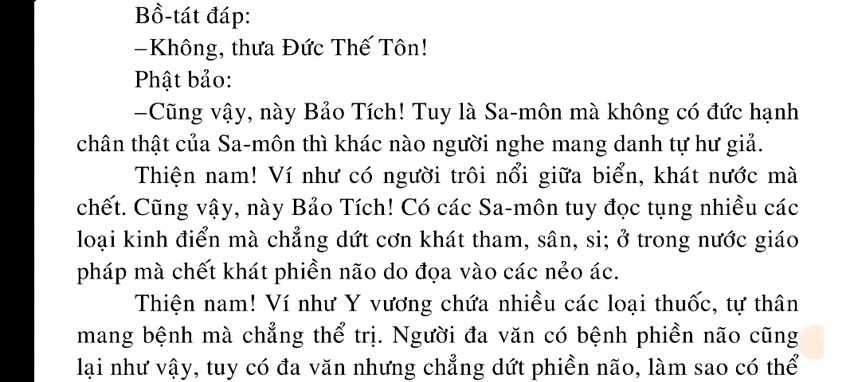 Bồ-tát đáp:
–Không, thưa Đức Thế Tôn!
Phật bảo:
–Cũng vậy, này Bảo Tích! Tuy là Sa-môn mà không có đức hạnh
chân thật của Sa-môn thì khác nào người nghe mang danh tự hư giả.
Thiện nam! Ví như có người trôi nổi giữa biển, khát nước mà
chết. Cũng vậy, này Bảo Tích! Có các Sa-môn tuy đọc tụng nhiều các
loại kinh điển mà chẳng dứt cơn khát tham, sân, si; ở trong nước giáo
pháp mà chết khát phiền não do đọa vào các nẻo ác.
Thiện nam! Ví như Y vương chứa nhiều các loại thuốc, tự thân
mang bệnh mà chẳng thể trị. Người đa văn có bệnh phiền não cũng
lại như vậy, tuy có đa văn nhưng chẳng dứt phiền não, làm sao có thể